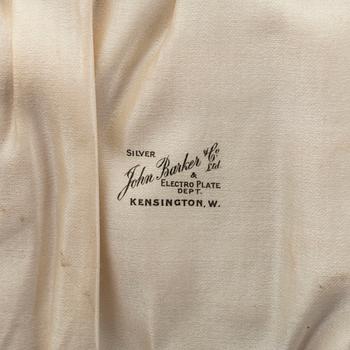 SILVER
John Barker & Co Ltd.
&
ELECTRO PLATE
DEPT.
KENSINGTON, W.